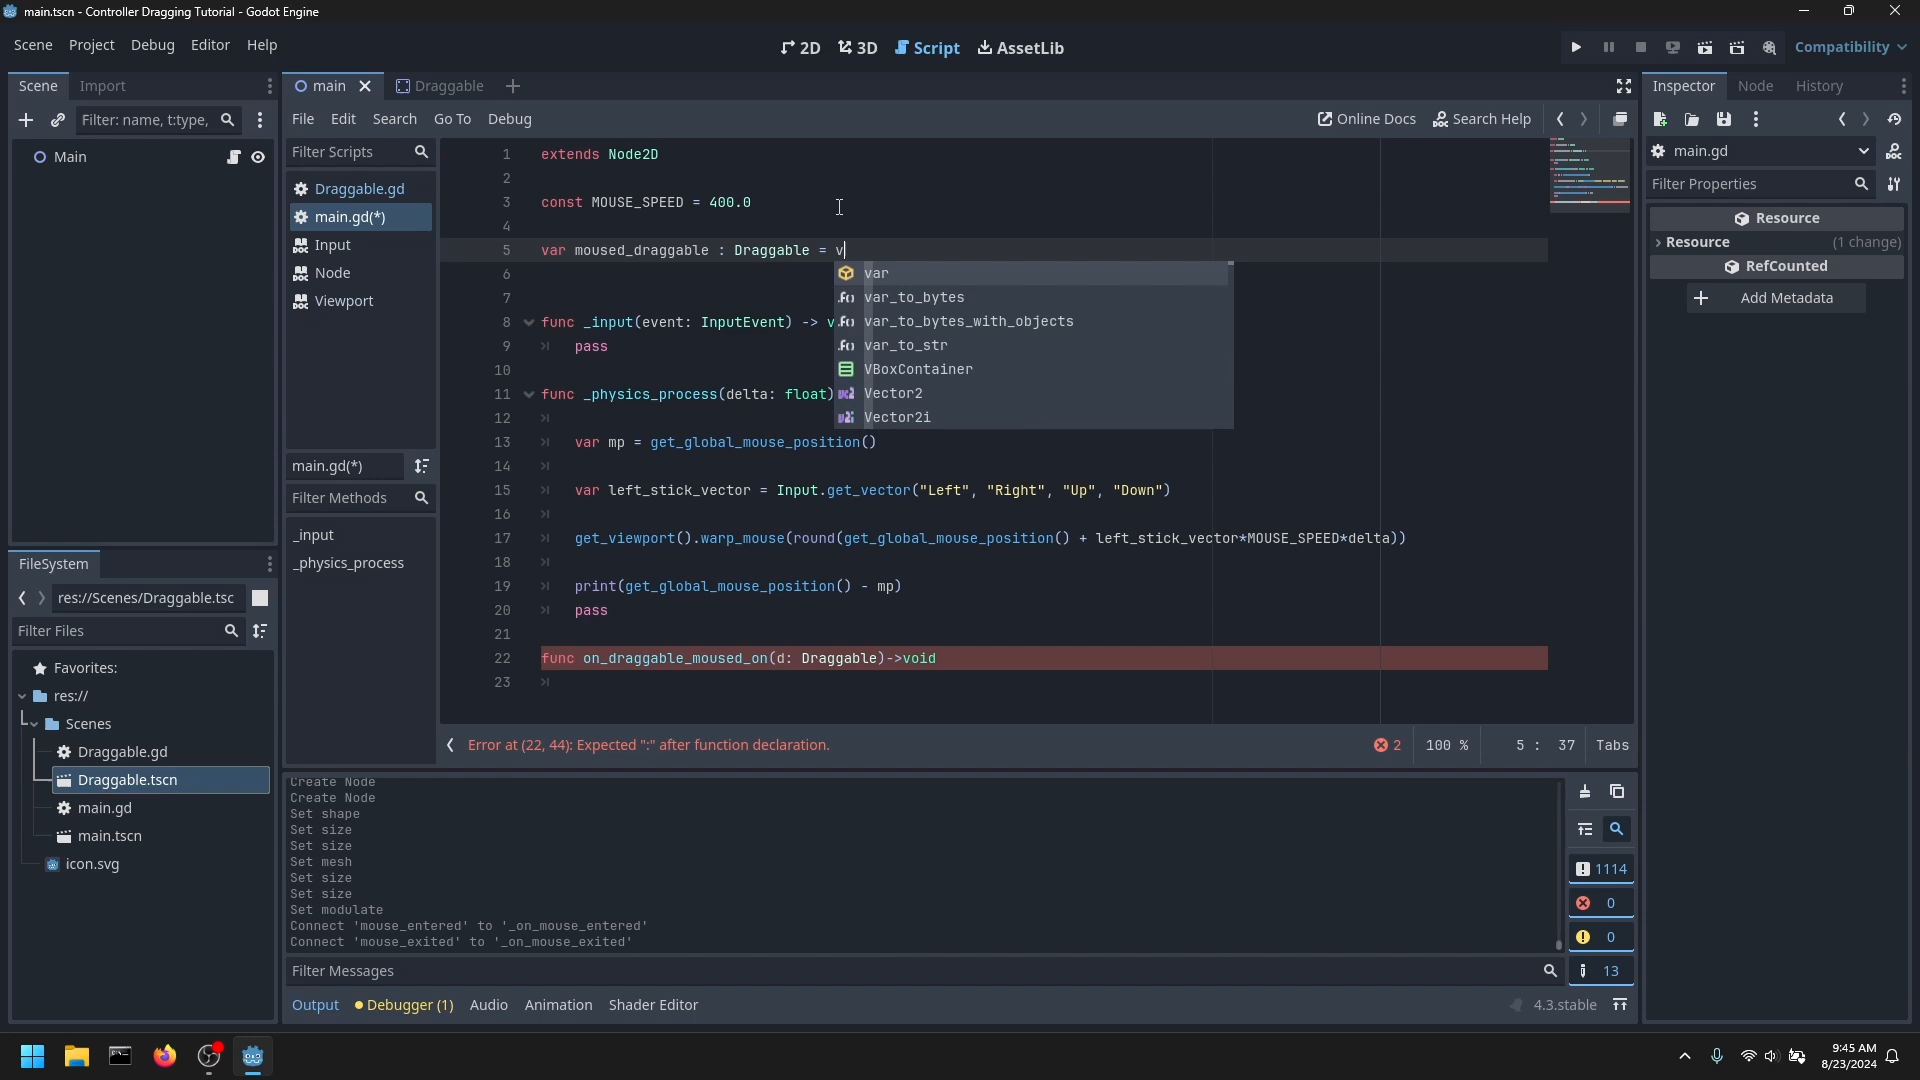 main.tscn - Controller Dragging Tutorial - Godot Engine
Scene Project Debug Editor Help
2D 3D Script AssetLib
Compatibility
Scene Import
main Draggable
Inspector Node History
Filter: name, t:type,
File Edit Search Go To Debug
Online Docs Search Help
Main
Filter Scripts
Draggable.gd
main.gd(*)
Input
Node
Viewport
main.gd(*)
Filter Methods
_input
_physics_process
1 extends Node2D
2
3 const MOUSE_SPEED = 400.0
4
5 var moused_draggable : Draggable = v
6
7
8 func _input(event: InputEvent) -> v
9 pass
10
11 func _physics_process(delta: float)
12
13 var mp = get_global_mouse_position()
14
15 var left_stick_vector = Input.get_vector("Left", "Right", "Up", "Down")
16
17 get_viewport().warp_mouse(round(get_global_mouse_position() + left_stick_vector*MOUSE_SPEED*delta))
18
19 print(get_global_mouse_position() - mp)
20 pass
21
22 func on_draggable_moused_on(d: Draggable)->void
23
var
var_to_bytes
var_to_bytes_with_objects
var_to_str
VBoxContainer
Vector2
Vector2i
Error at (22, 44): Expected ":" after function declaration.
2 100 % 5 : 37 Tabs
main.gd
Filter Properties
Resource
Resource (1 change)
RefCounted
Add Metadata
FileSystem
res://Scenes/Draggable.tsc
Filter Files
Favorites:
res://
Scenes
Draggable.gd
Draggable.tscn
main.gd
main.tscn
icon.svg
Create Node
Create Node
Set shape
Set size
Set size
Set mesh
Set size
Set size
Set modulate
Connect 'mouse_entered' to '_on_mouse_entered'
Connect 'mouse_exited' to '_on_mouse_exited'
Filter Messages
1114
0
0
13
Output Debugger (1) Audio Animation Shader Editor
4.3.stable
9:45 AM
8/23/2024